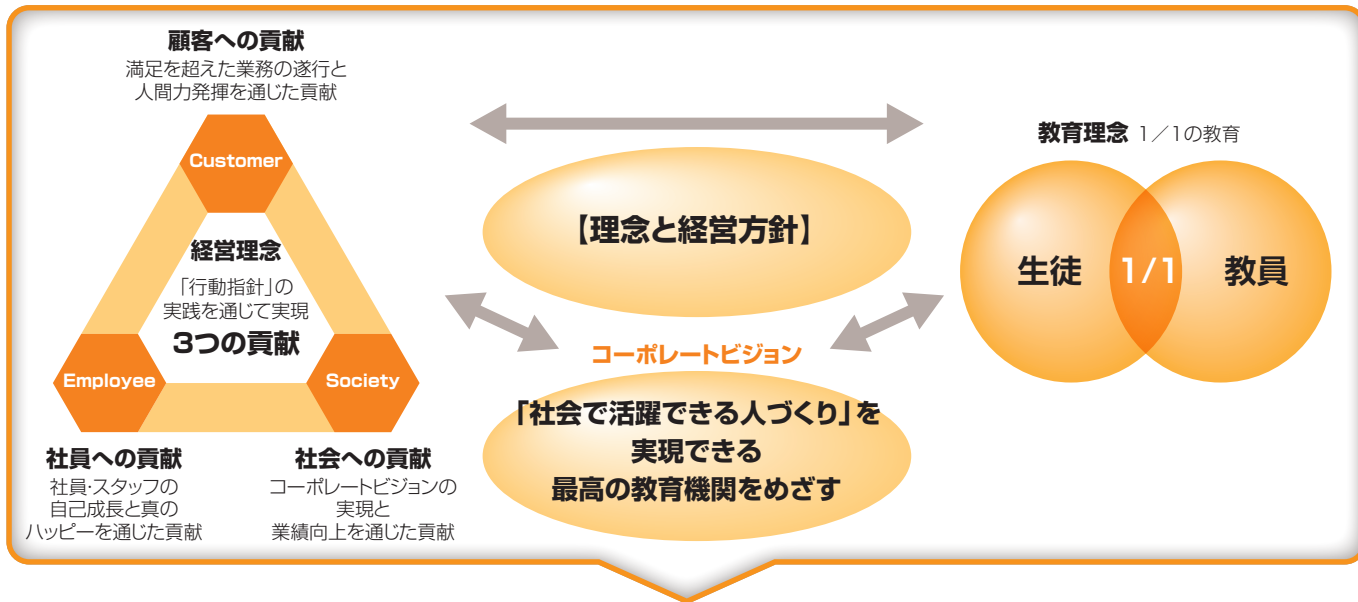 顧客への貢献
満足を超えた業務の遂行と
人間力発揮を通じた貢献
Customer
経営理念
「行動指針」の
実践を通じて実現
3つの貢献
Employee
Society
社員への貢献
社員・スタッフの
自己成長と真の
ハッピーを通じた貢献
社会への貢献
コーポレートビジョンの
実現と
業績向上を通じた貢献
【理念と経営方針】
コーポレートビジョン
「社会で活躍できる人づくり」を
実現できる
最高の教育機関をめざす
教育理念 1／1の教育
生徒 1/1 教員